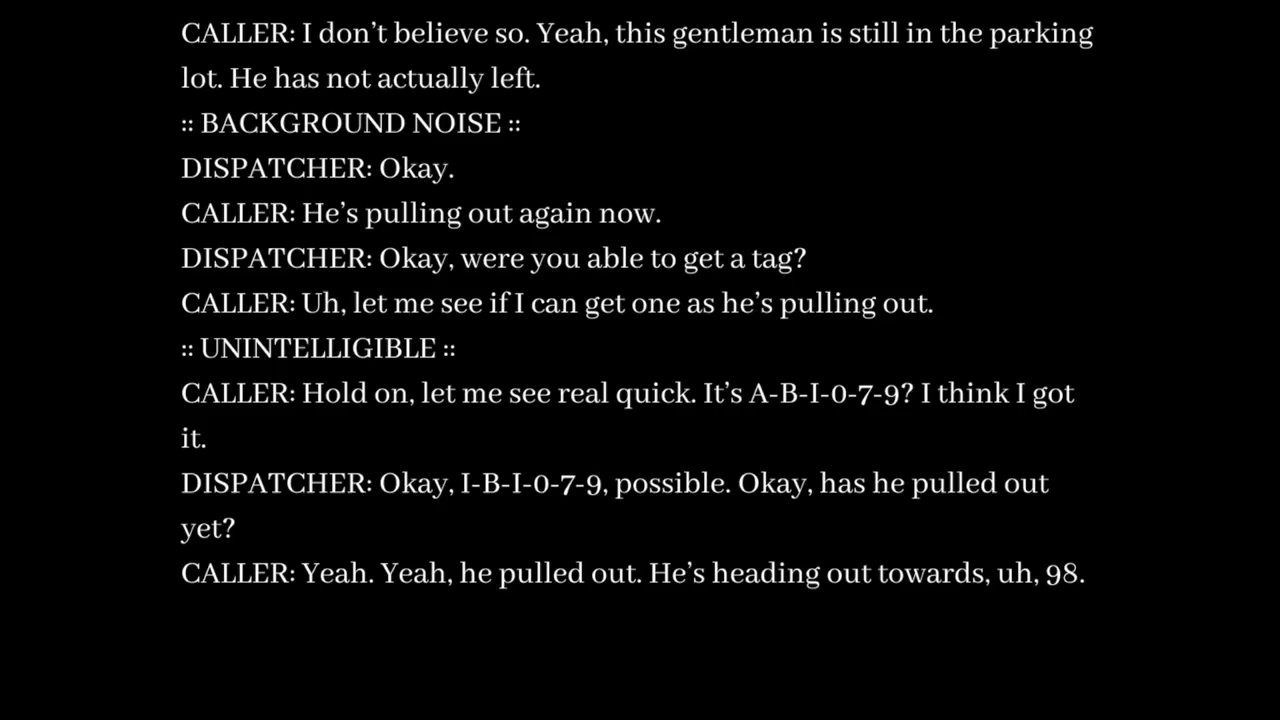 CALLER: I don’t believe so. Yeah, this gentleman is still in the parking
lot. He has not actually left.
:: BACKGROUND NOISE ::
DISPATCHER: Okay.
CALLER: He’s pulling out again now.
DISPATCHER: Okay, were you able to get a tag?
CALLER: Uh, let me see if I can get one as he’s pulling out.
:: UNINTELLIGIBLE ::
CALLER: Hold on, let me see real quick. It’s A-B-I-0-7-9? I think I got
it.
DISPATCHER: Okay, I-B-I-0-7-9, possible. Okay, has he pulled out
yet?
CALLER: Yeah. Yeah, he pulled out. He’s heading out towards, uh, 98.